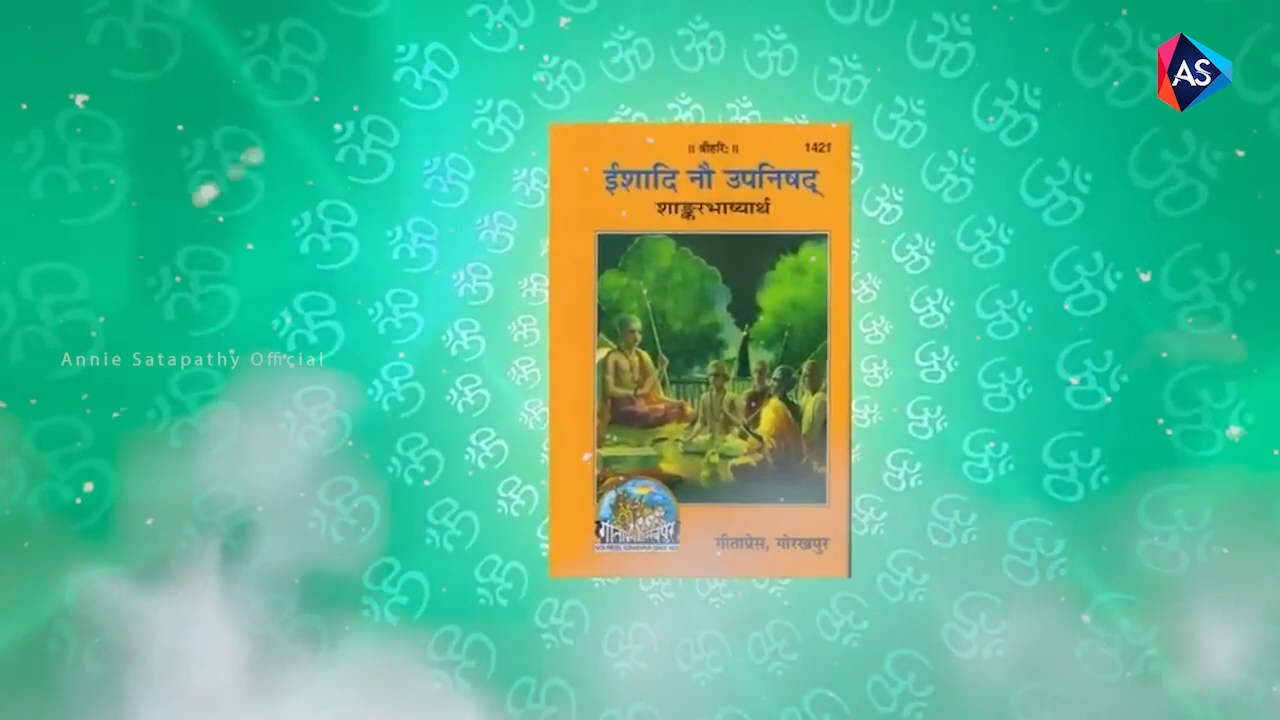 AS
॥ श्रीहरिः ॥ 1421
ईशादि नौ उपनिषद्
शाङ्करभाष्यार्थ
Annie Satapathy Official
गीताप्रेस, गोरखपुर